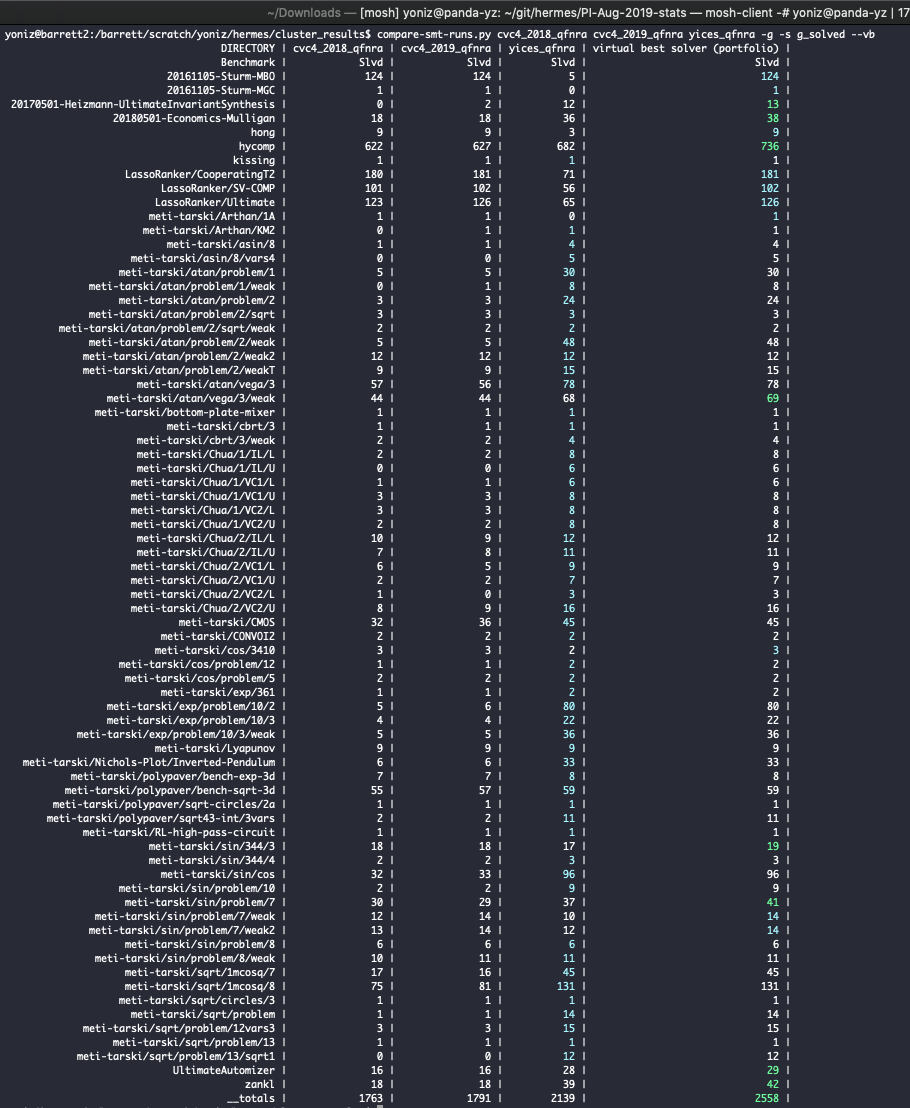 ~/Downloads — [mosh] yoniz@panda-yz: ~/git/hermes/PI-Aug-2019-stats — mosh-client -# yoniz@panda-yz | 17
yoniz@barrett2:/barrett/scratch/yoniz/hermes/cluster_results$ compare-smt-runs.py cvc4_2018_qfnra cvc4_2019_qfnra yices_qfnra -g -s g_solved --vb
DIRECTORY | cvc4_2018_qfnra | cvc4_2019_qfnra | yices_qfnra | virtual best solver (portfolio) |
Benchmark | Slvd | Slvd | Slvd | Slvd |
20161105-Sturm-MBO | 124 | 124 | 5 | 124 |
20161105-Sturm-MGC | 1 | 1 | 0 | 1 |
20170501-Heizmann-UltimateInvariantSynthesis | 0 | 2 | 12 | 13 |
20180501-Economics-Mulligan | 18 | 18 | 36 | 38 |
hong | 9 | 9 | 3 | 9 |
hycomp | 622 | 627 | 682 | 736 |
kissing | 1 | 1 | 1 | 1 |
LassoRanker/CooperatingT2 | 180 | 181 | 71 | 181 |
LassoRanker/SV-COMP | 101 | 102 | 56 | 102 |
LassoRanker/Ultimate | 123 | 126 | 65 | 126 |
meti-tarski/Arthan/1A | 1 | 1 | 0 | 1 |
meti-tarski/Arthan/KM2 | 0 | 1 | 1 | 1 |
meti-tarski/asin/8 | 1 | 1 | 4 | 4 |
meti-tarski/asin/8/vars4 | 0 | 0 | 5 | 5 |
meti-tarski/atan/problem/1 | 5 | 5 | 30 | 30 |
meti-tarski/atan/problem/1/weak | 0 | 1 | 8 | 8 |
meti-tarski/atan/problem/2 | 3 | 3 | 24 | 24 |
meti-tarski/atan/problem/2/sqrt | 3 | 3 | 3 | 3 |
meti-tarski/atan/problem/2/sqrt/weak | 2 | 2 | 2 | 2 |
meti-tarski/atan/problem/2/weak | 5 | 5 | 48 | 48 |
meti-tarski/atan/problem/2/weak2 | 12 | 12 | 12 | 12 |
meti-tarski/atan/problem/2/weakT | 9 | 9 | 15 | 15 |
meti-tarski/atan/vega/3 | 57 | 56 | 78 | 78 |
meti-tarski/atan/vega/3/weak | 44 | 44 | 68 | 69 |
meti-tarski/bottom-plate-mixer | 1 | 1 | 1 | 1 |
meti-tarski/cbrt/3 | 1 | 1 | 1 | 1 |
meti-tarski/cbrt/3/weak | 2 | 2 | 4 | 4 |
meti-tarski/Chua/1/IL/L | 2 | 2 | 8 | 8 |
meti-tarski/Chua/1/IL/U | 0 | 0 | 6 | 6 |
meti-tarski/Chua/1/VC1/L | 1 | 1 | 6 | 6 |
meti-tarski/Chua/1/VC1/U | 3 | 3 | 8 | 8 |
meti-tarski/Chua/1/VC2/L | 3 | 3 | 8 | 8 |
meti-tarski/Chua/1/VC2/U | 2 | 2 | 8 | 8 |
meti-tarski/Chua/2/IL/L | 10 | 9 | 12 | 12 |
meti-tarski/Chua/2/IL/U | 7 | 8 | 11 | 11 |
meti-tarski/Chua/2/VC1/L | 6 | 5 | 9 | 9 |
meti-tarski/Chua/2/VC1/U | 2 | 2 | 7 | 7 |
meti-tarski/Chua/2/VC2/L | 1 | 0 | 3 | 3 |
meti-tarski/Chua/2/VC2/U | 8 | 9 | 16 | 16 |
meti-tarski/CMOS | 32 | 36 | 45 | 45 |
meti-tarski/CONVOI2 | 2 | 2 | 2 | 2 |
meti-tarski/cos/3410 | 3 | 3 | 2 | 3 |
meti-tarski/cos/problem/12 | 1 | 1 | 2 | 2 |
meti-tarski/cos/problem/5 | 2 | 2 | 2 | 2 |
meti-tarski/exp/361 | 1 | 1 | 2 | 2 |
meti-tarski/exp/problem/10/2 | 5 | 6 | 80 | 80 |
meti-tarski/exp/problem/10/3 | 4 | 4 | 22 | 22 |
meti-tarski/exp/problem/10/3/weak | 5 | 5 | 36 | 36 |
meti-tarski/Lyapunov | 9 | 9 | 9 | 9 |
meti-tarski/Nichols-Plot/Inverted-Pendulum | 6 | 6 | 33 | 33 |
meti-tarski/polypaver/bench-exp-3d | 7 | 7 | 8 | 8 |
meti-tarski/polypaver/bench-sqrt-3d | 55 | 57 | 59 | 59 |
meti-tarski/polypaver/sqrt-circles/2a | 1 | 1 | 1 | 1 |
meti-tarski/polypaver/sqrt43-int/3vars | 2 | 2 | 11 | 11 |
meti-tarski/RL-high-pass-circuit | 1 | 1 | 1 | 1 |
meti-tarski/sin/344/3 | 18 | 18 | 17 | 19 |
meti-tarski/sin/344/4 | 2 | 2 | 3 | 3 |
meti-tarski/sin/cos | 32 | 33 | 96 | 96 |
meti-tarski/sin/problem/10 | 2 | 2 | 9 | 9 |
meti-tarski/sin/problem/7 | 30 | 29 | 37 | 41 |
meti-tarski/sin/problem/7/weak | 12 | 14 | 10 | 14 |
meti-tarski/sin/problem/7/weak2 | 13 | 14 | 12 | 14 |
meti-tarski/sin/problem/8 | 6 | 6 | 6 | 6 |
meti-tarski/sin/problem/8/weak | 10 | 11 | 11 | 11 |
meti-tarski/sqrt/1mcosq/7 | 17 | 16 | 45 | 45 |
meti-tarski/sqrt/1mcosq/8 | 75 | 81 | 131 | 131 |
meti-tarski/sqrt/circles/3 | 1 | 1 | 1 | 1 |
meti-tarski/sqrt/problem | 1 | 1 | 14 | 14 |
meti-tarski/sqrt/problem/12vars3 | 3 | 3 | 15 | 15 |
meti-tarski/sqrt/problem/13 | 1 | 1 | 1 | 1 |
meti-tarski/sqrt/problem/13/sqrt1 | 0 | 0 | 12 | 12 |
UltimateAutomizer | 16 | 16 | 28 | 29 |
zankl | 18 | 18 | 39 | 42 |
__totals | 1763 | 1791 | 2139 | 2558 |